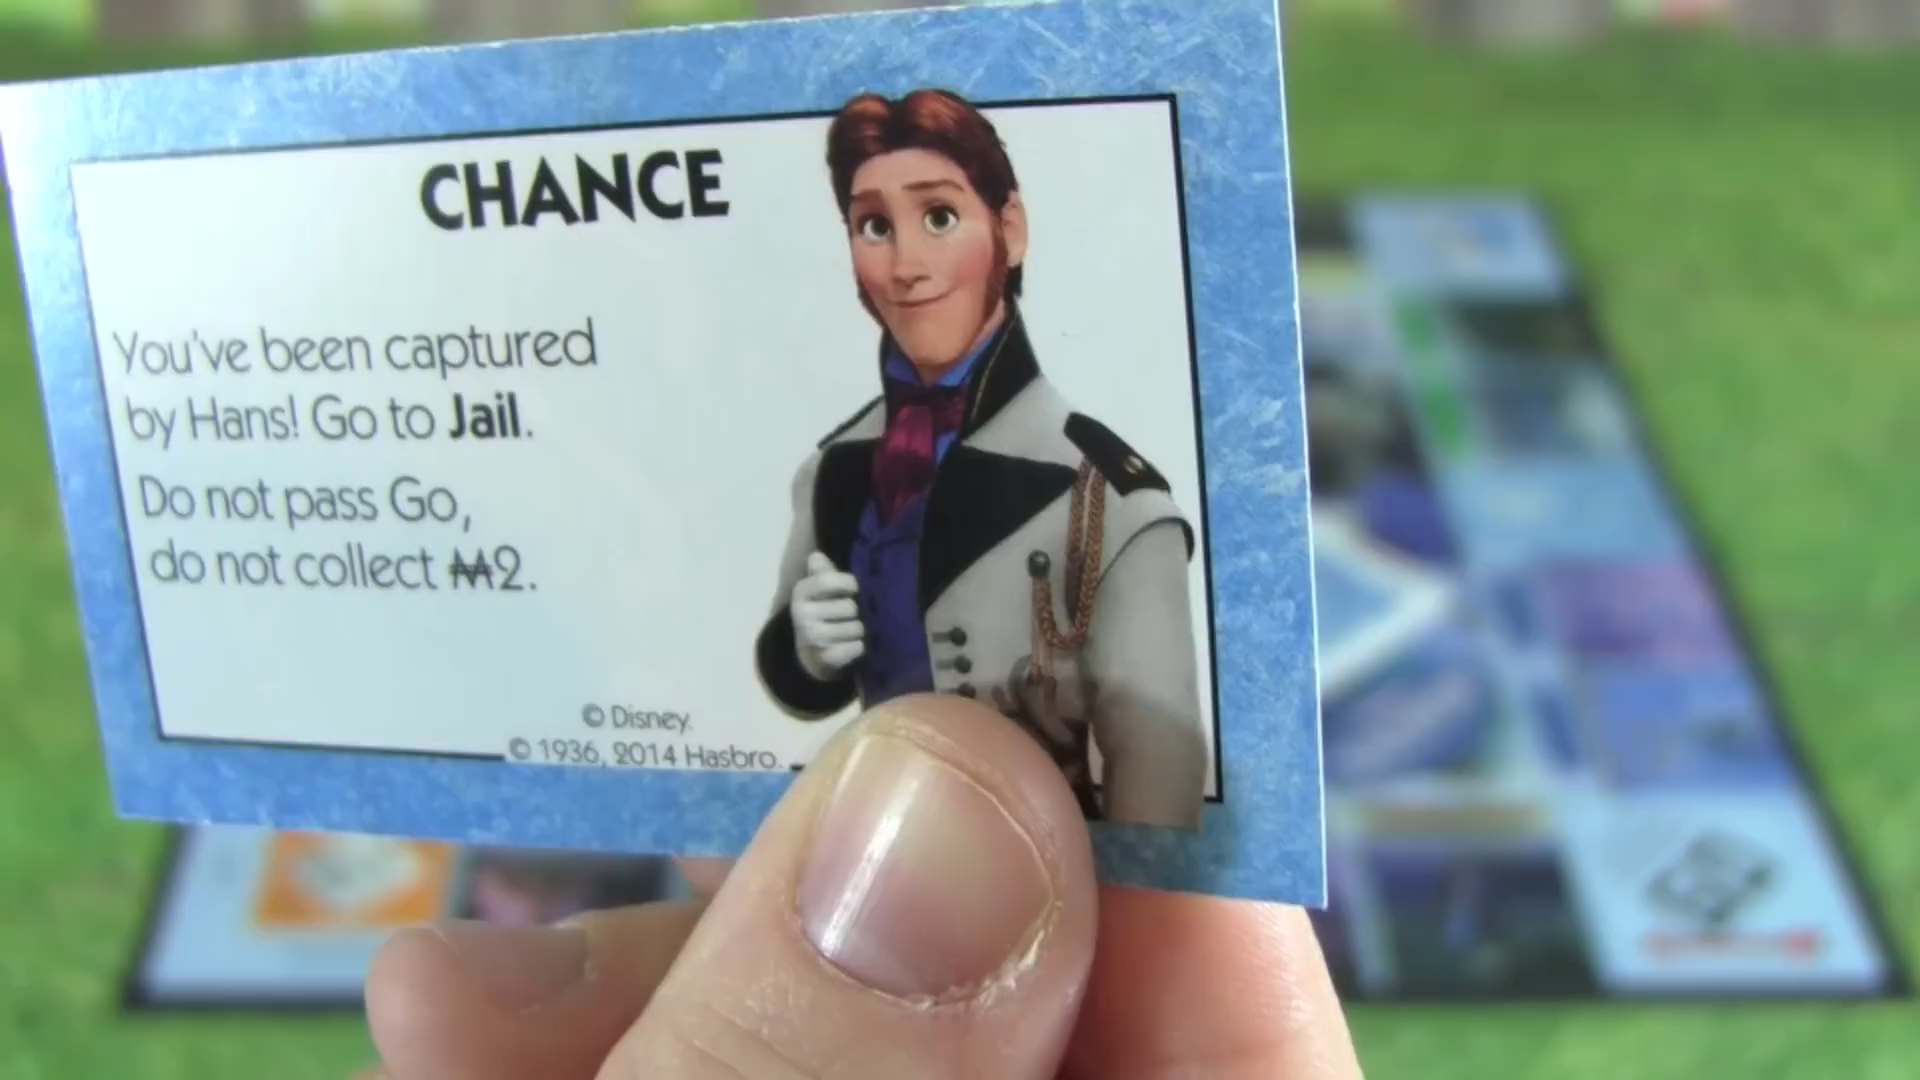 CHANCE
You've been captured
by Hans! Go to Jail.
Do not pass Go,
do not collect ₩2.
© Disney.
© 1936, 2014 Hasbro.